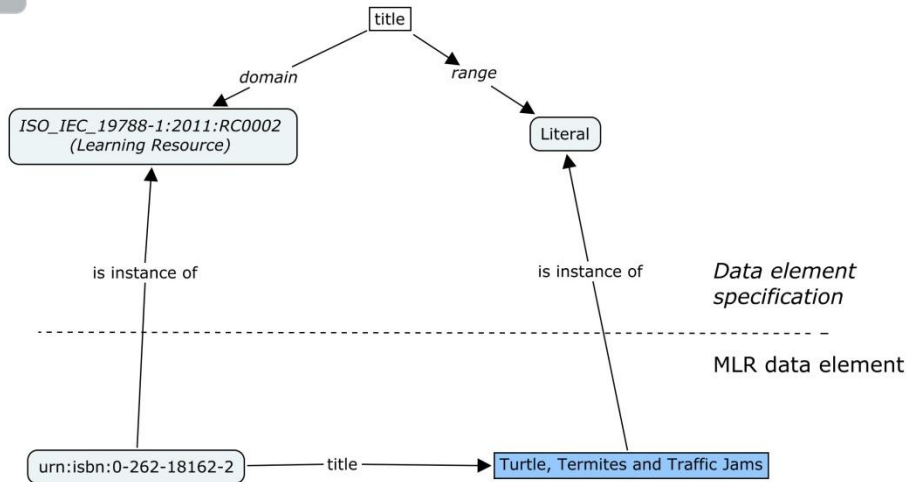 title
domain
range
ISO_IEC_19788-1:2011:RC0002
(Learning Resource)
Literal
is instance of
is instance of
Data element
specification
MLR data element
urn:isbn:0-262-18162-2
title
Turtle, Termites and Traffic Jams